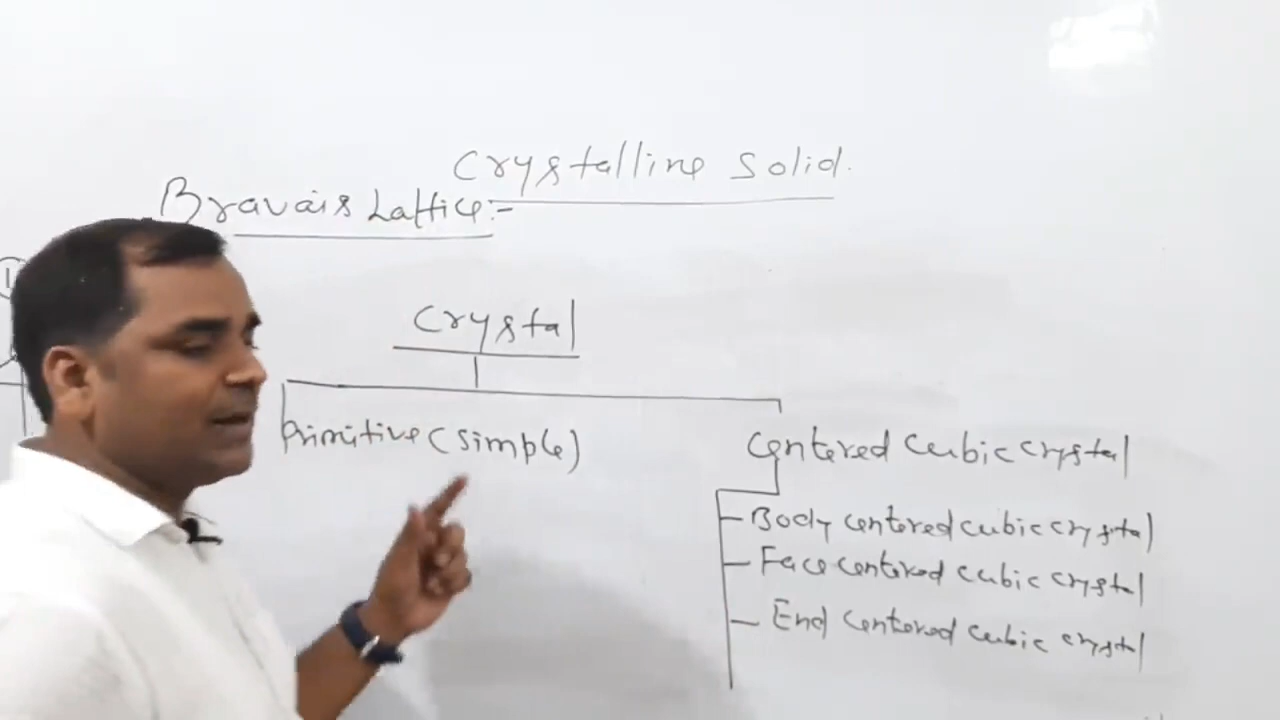 Crystalline Solid.
Bravais Lattice:-
Crystal
Primitive (Simple)
Centered Cubic Crystal
Body centered cubic crystal
Face centered cubic crystal
End centered cubic crystal
1